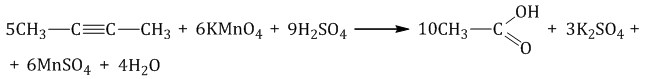 5CH3—C≡C—CH3 + 6KMnO4 + 9H2SO4 ⟶ 10CH3—C(OH)(=O) + 3K2SO4 +
+ 6MnSO4 + 4H2O